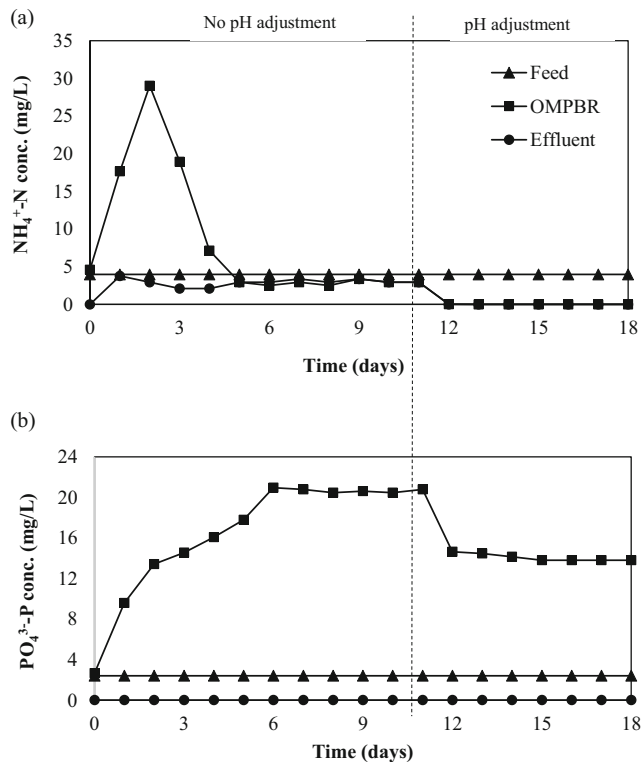 (a)
No pH adjustment
pH adjustment
35
30
25
20
15
10
5
0
NH₄⁺-N conc. (mg/L)
Feed
OMPBR
Effluent
0 3 6 9 12 15 18
Time (days)
(b)
24
20
16
12
8
4
0
PO₄³⁻-P conc. (mg/L)
0 3 6 9 12 15 18
Time (days)